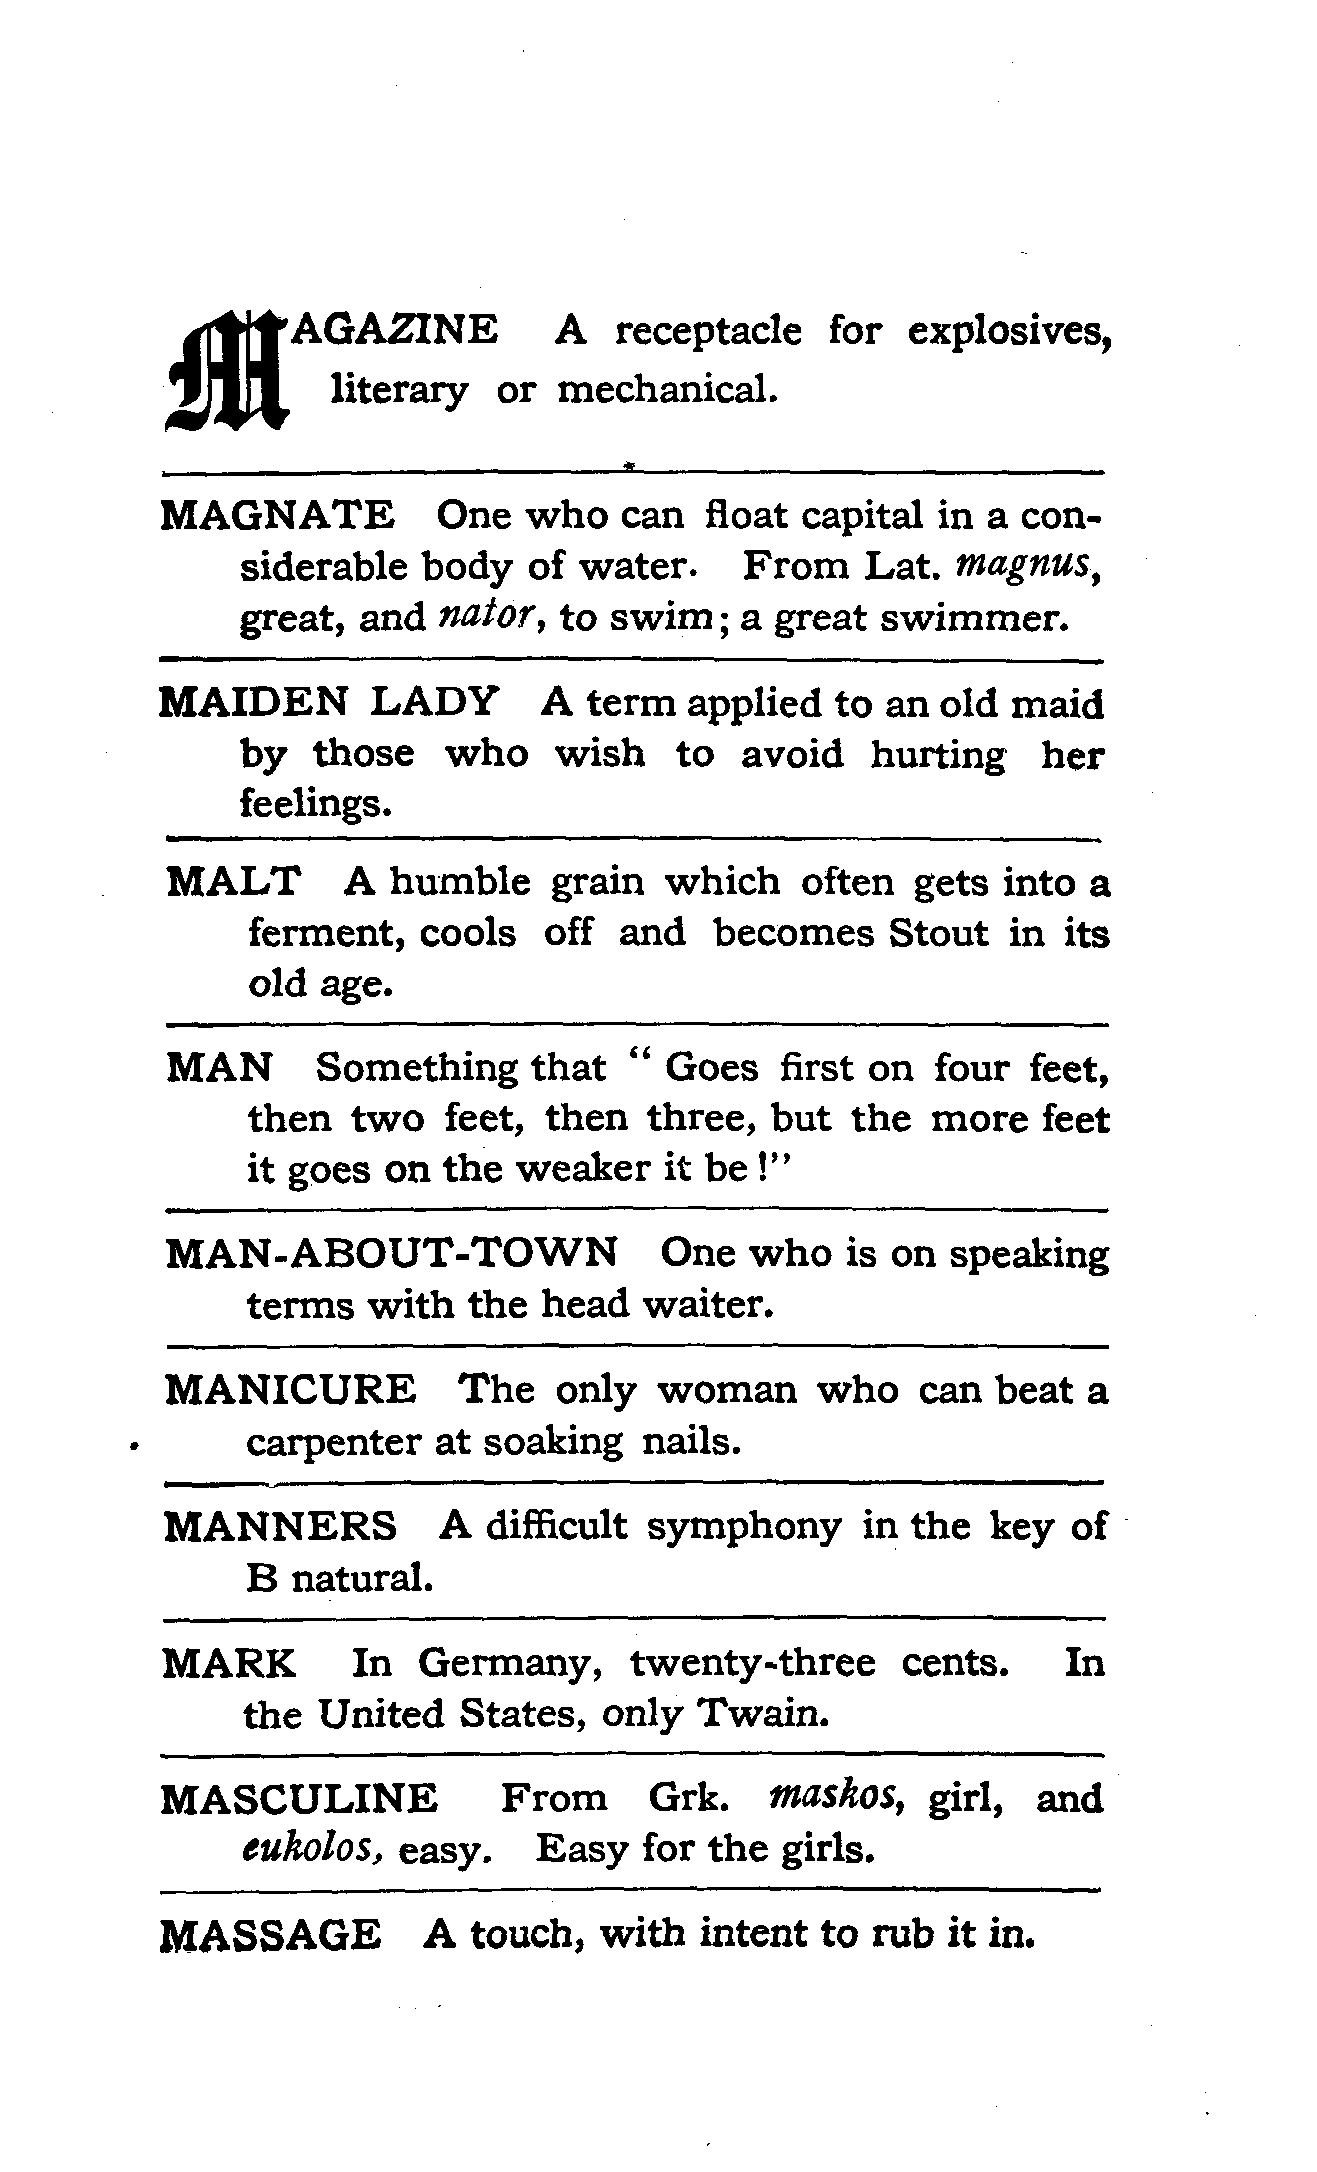 MAGAZINE A receptacle for explosives,
literary or mechanical.
MAGNATE One who can float capital in a con-
siderable body of water. From Lat. magnus,
great, and nator, to swim; a great swimmer.
MAIDEN LADY A term applied to an old maid
by those who wish to avoid hurting her
feelings.
MALT A humble grain which often gets into a
ferment, cools off and becomes Stout in its
old age.
MAN Something that “ Goes first on four feet,
then two feet, then three, but the more feet
it goes on the weaker it be !”
MAN-ABOUT-TOWN One who is on speaking
terms with the head waiter.
MANICURE The only woman who can beat a
carpenter at soaking nails.
MANNERS A difficult symphony in the key of
B natural.
MARK In Germany, twenty-three cents. In
the United States, only Twain.
MASCULINE From Grk. maskos, girl, and
eukolos, easy. Easy for the girls.
MASSAGE A touch, with intent to rub it in.